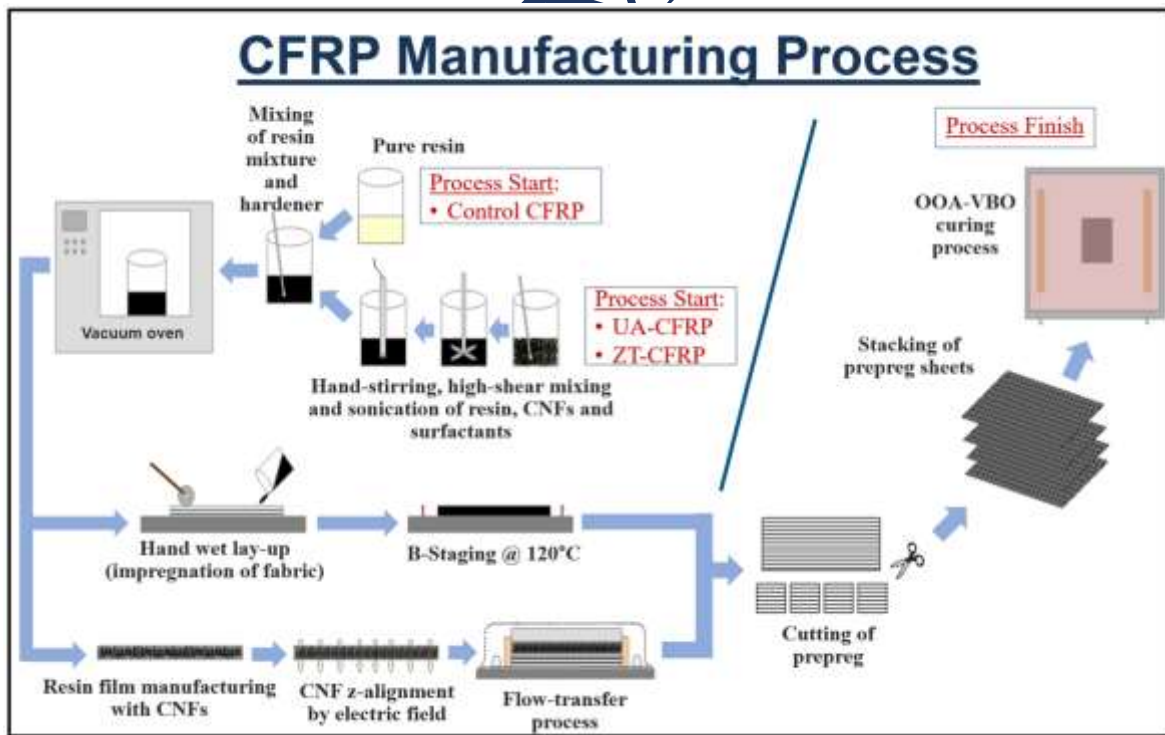 CFRP Manufacturing Process
Mixing
of resin
mixture
and
hardener
Pure resin
Process Start:
• Control CFRP
Vacuum oven
Process Start:
• UA-CFRP
• ZT-CFRP
Hand-stirring, high-shear mixing
and sonication of resin, CNFs and
surfactants
Hand wet lay-up
(impregnation of fabric)
B-Staging @ 120°C
Resin film manufacturing
with CNFs
CNF z-alignment
by electric field
Flow-transfer
process
Process Finish
OOA-VBO
curing
process
Stacking of
prepreg sheets
Cutting of
prepreg